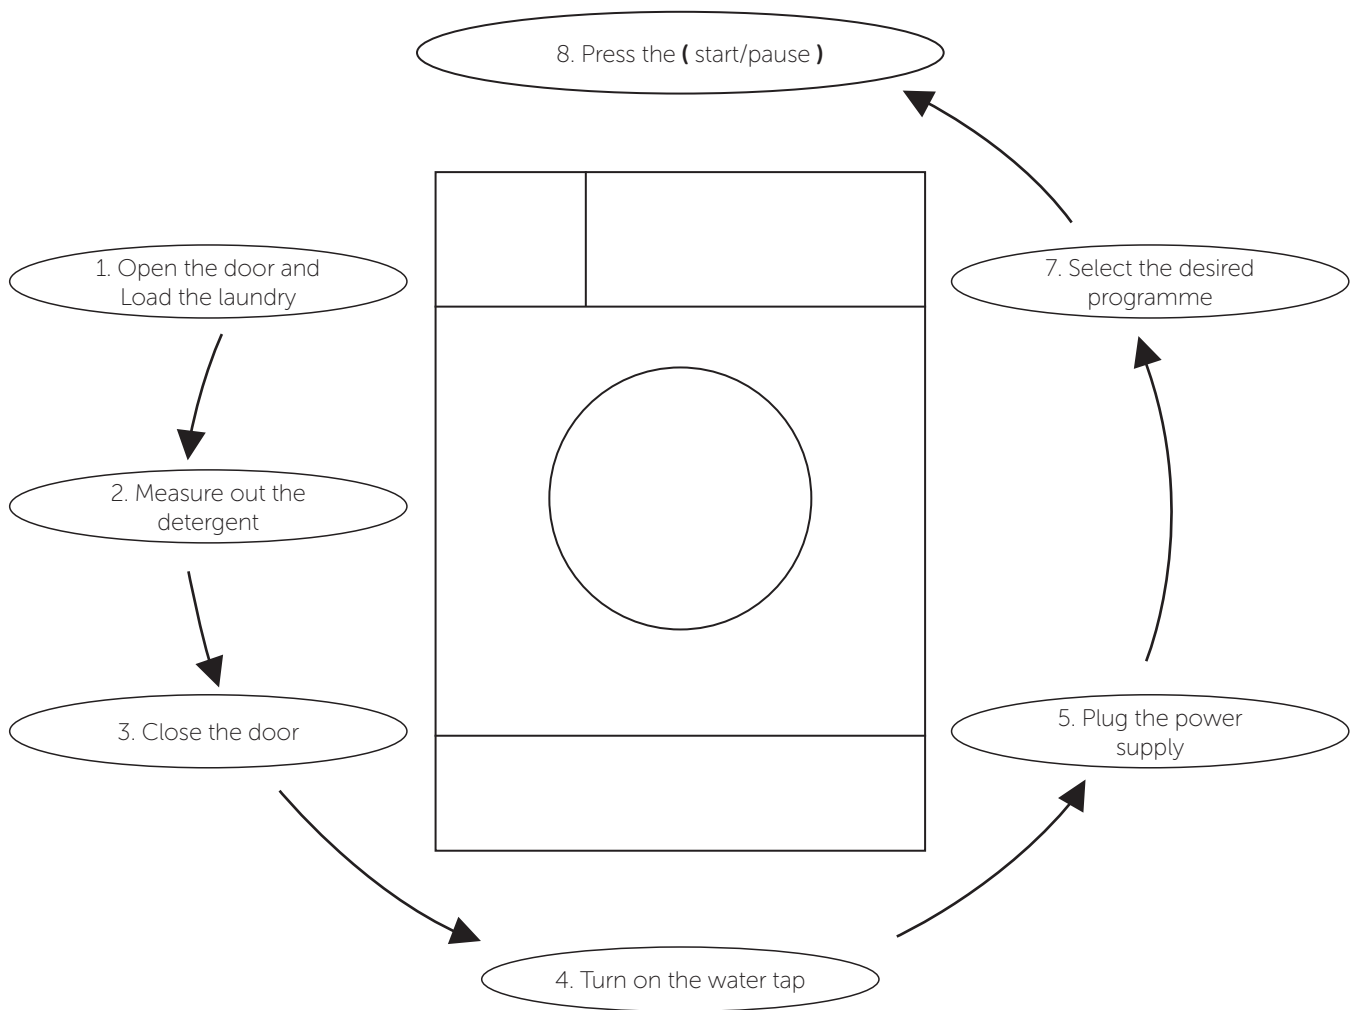 8. Press the ( start/pause )
1. Open the door and
Load the laundry
7. Select the desired
programme
2. Measure out the
detergent
3. Close the door
5. Plug the power
supply
4. Turn on the water tap